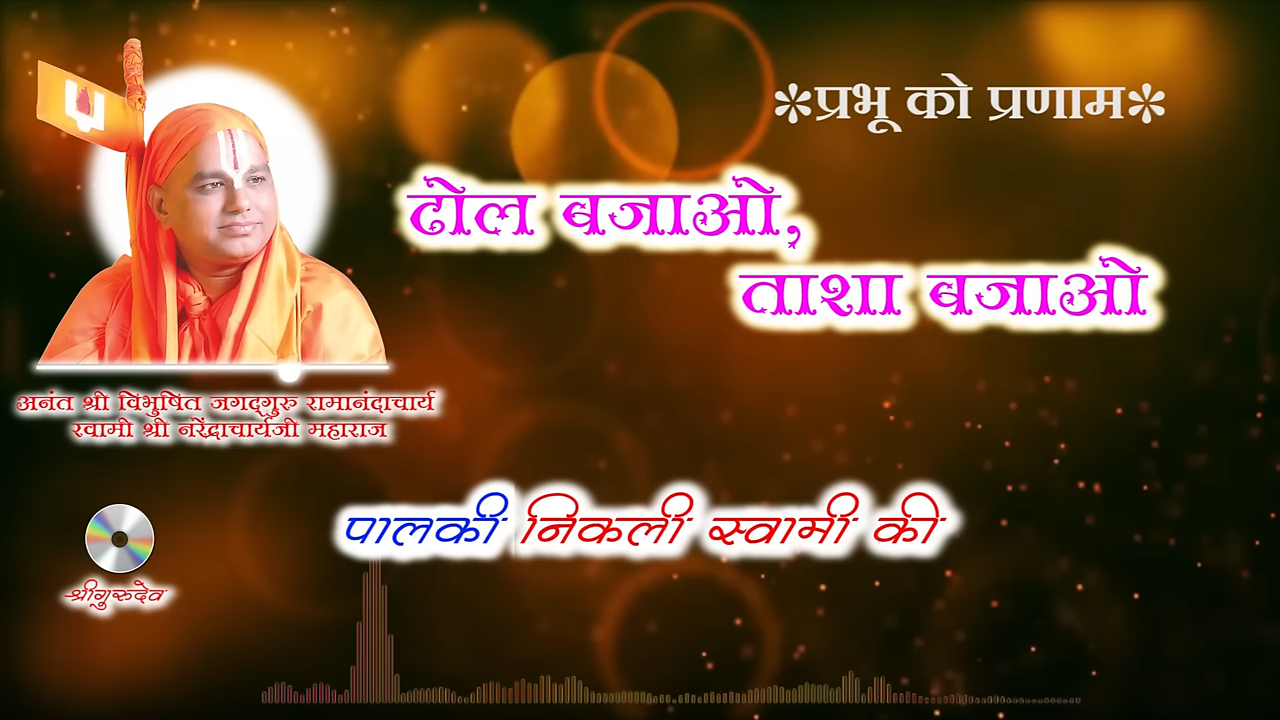 *प्रभू को प्रणाम*
ढोल बजाओ,
ताशा बजाओ
अनंत श्री विभुषित जगद्गुरु रामानंदाचार्य
स्वामी श्री नरेंद्राचार्यजी महाराज
पालकी निकली स्वामी की
श्रीगुरुदेव